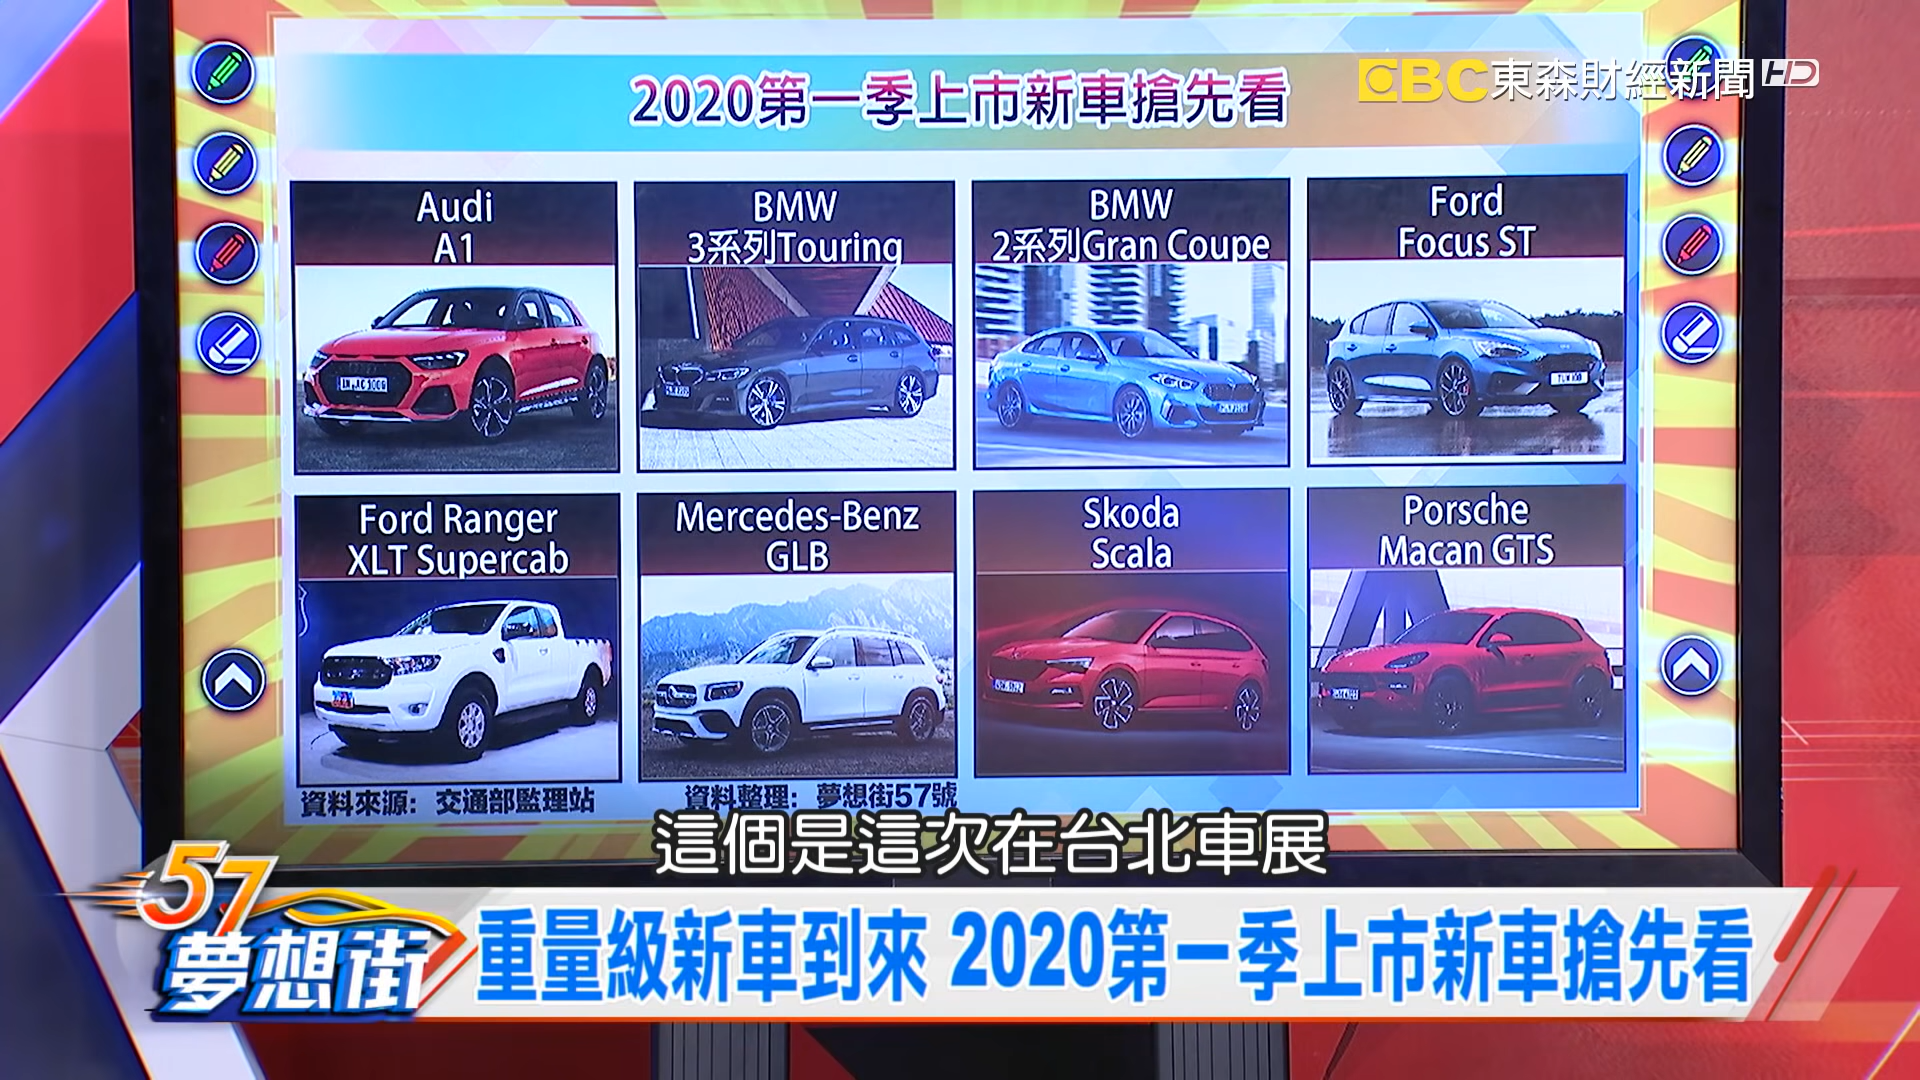 2020第一季上市新車搶先看
EBC東森財經新聞HD
Audi
A1
BMW
3系列Touring
BMW
2系列Gran Coupe
Ford
Focus ST
Ford Ranger
XLT Supercab
Mercedes-Benz
GLB
Skoda
Scala
Porsche
Macan GTS
資料來源：交通部監理站
資料整理：夢想街57號
這個是這次在台北車展
57
夢想街
重量級新車到來 2020第一季上市新車搶先看